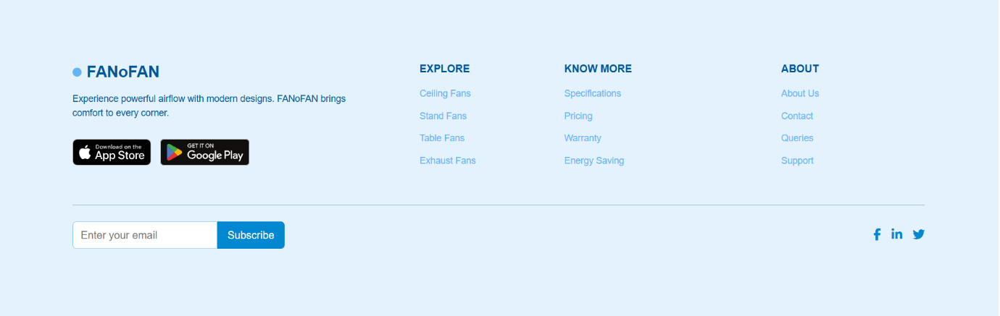 FANoFAN
Experience powerful airflow with modern designs. FANoFAN brings
comfort to every corner.
Download on the
App Store
GET IT ON
Google Play
EXPLORE
Ceiling Fans
Stand Fans
Table Fans
Exhaust Fans
KNOW MORE
Specifications
Pricing
Warranty
Energy Saving
ABOUT
About Us
Contact
Queries
Support
Enter your email
Subscribe